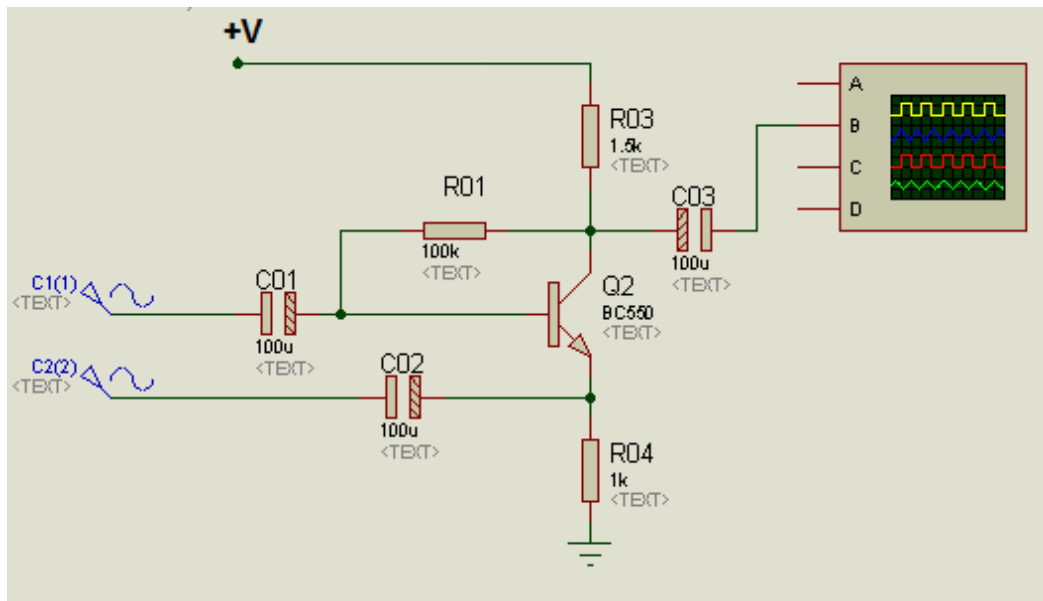 +V
A
B
C
D
R03
1.5k
<TEXT>
R01
100k
<TEXT>
C03
100u
<TEXT>
C1(1)
<TEXT>
C01
100u
<TEXT>
Q2
BC550
<TEXT>
C2(2)
<TEXT>
C02
100u
<TEXT>
R04
1k
<TEXT>